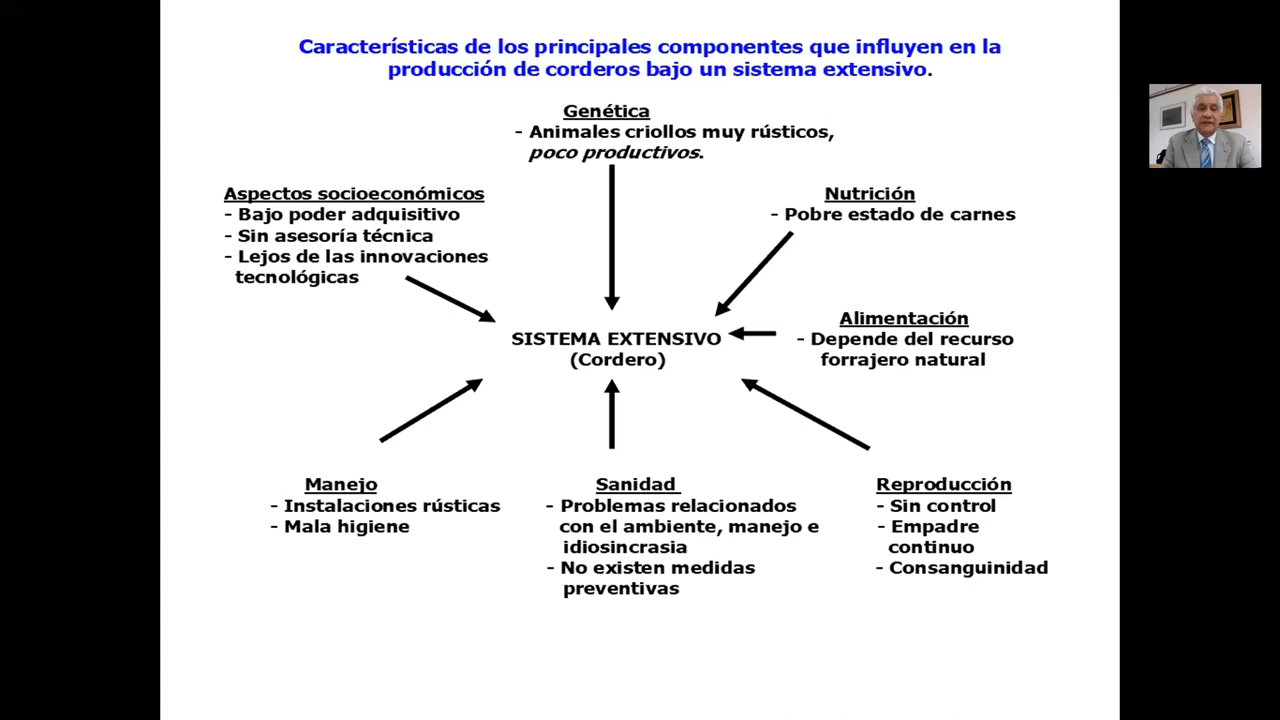 Características de los principales componentes que influyen en la
producción de corderos bajo un sistema extensivo.
Genética
- Animales criollos muy rústicos,
poco productivos.
Aspectos socioeconómicos
- Bajo poder adquisitivo
- Sin asesoría técnica
- Lejos de las innovaciones
tecnológicas
Nutrición
- Pobre estado de carnes
Alimentación
- Depende del recurso
forrajero natural
SISTEMA EXTENSIVO
(Cordero)
Manejo
- Instalaciones rústicas
- Mala higiene
Sanidad
- Problemas relacionados
con el ambiente, manejo e
idiosincrasia
- No existen medidas
preventivas
Reproducción
- Sin control
- Empadre
continuo
- Consanguinidad